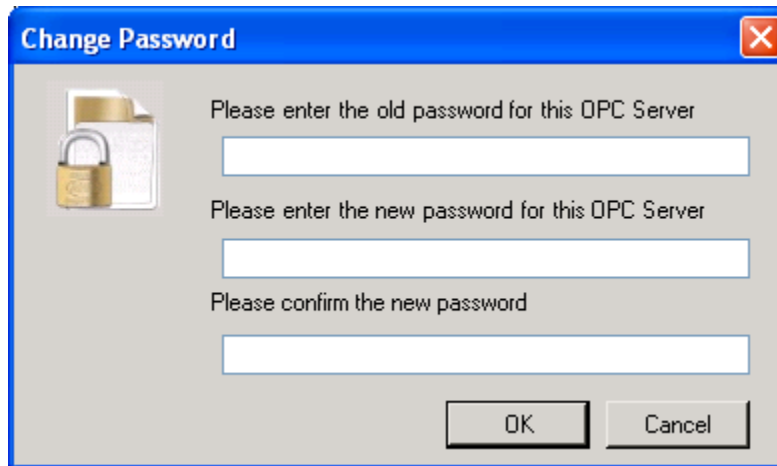 Change Password
Please enter the old password for this OPC Server
Please enter the new password for this OPC Server
Please confirm the new password
OK
Cancel